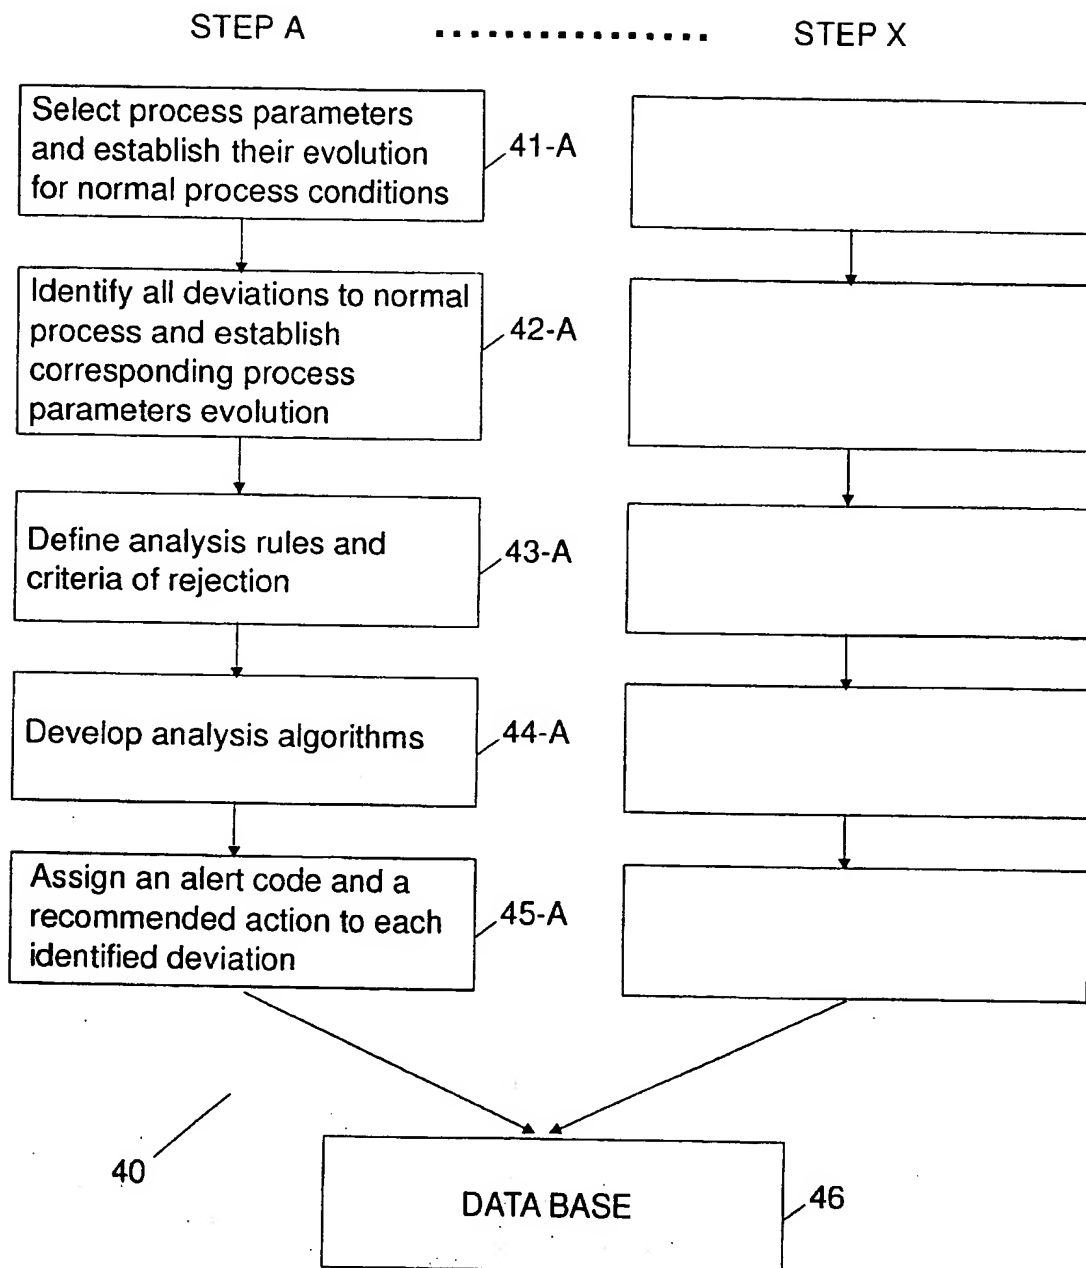 STEP A ............... STEP X
Select process parameters
and establish their evolution
for normal process conditions
41-A
Identify all deviations to normal
process and establish
corresponding process
parameters evolution
42-A
Define analysis rules and
criteria of rejection
43-A
Develop analysis algorithms
44-A
Assign an alert code and a
recommended action to each
identified deviation
45-A
40
DATA BASE
46